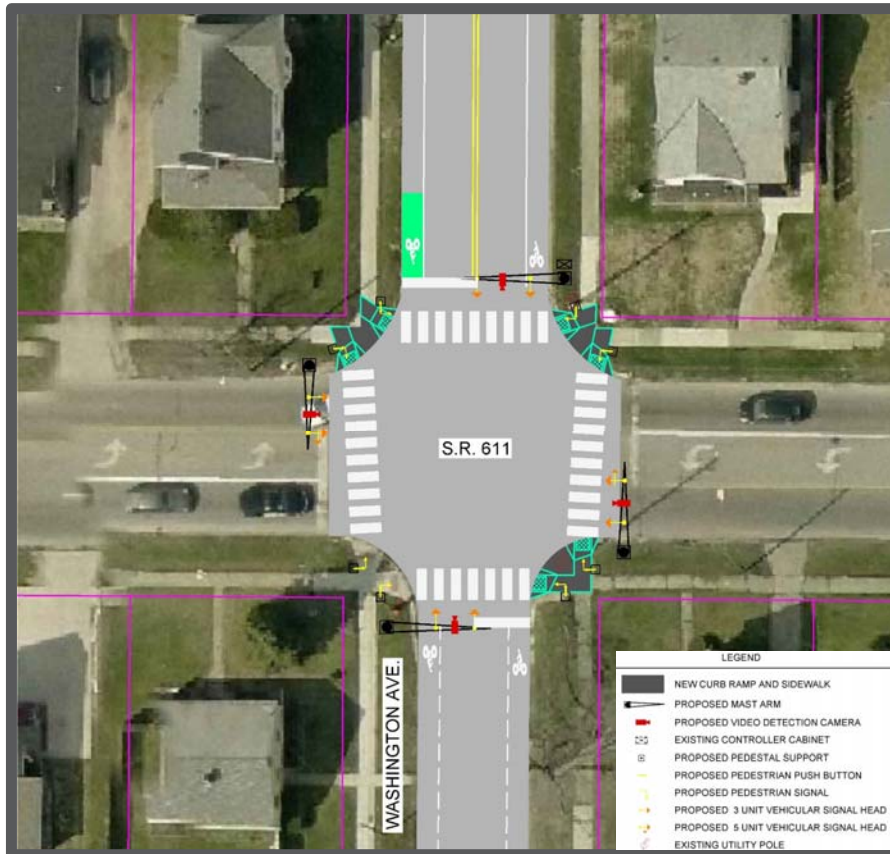 S.R. 611
WASHINGTON AVE.
LEGEND
NEW CURB RAMP AND SIDEWALK
PROPOSED MAST ARM
PROPOSED VIDEO DETECTION CAMERA
EXISTING CONTROLLER CABINET
PROPOSED PEDESTAL SUPPORT
PROPOSED PEDESTRIAN PUSH BUTTON
PROPOSED PEDESTRIAN SIGNAL
PROPOSED 3 UNIT VEHICULAR SIGNAL HEAD
PROPOSED 5 UNIT VEHICULAR SIGNAL HEAD
EXISTING UTILITY POLE